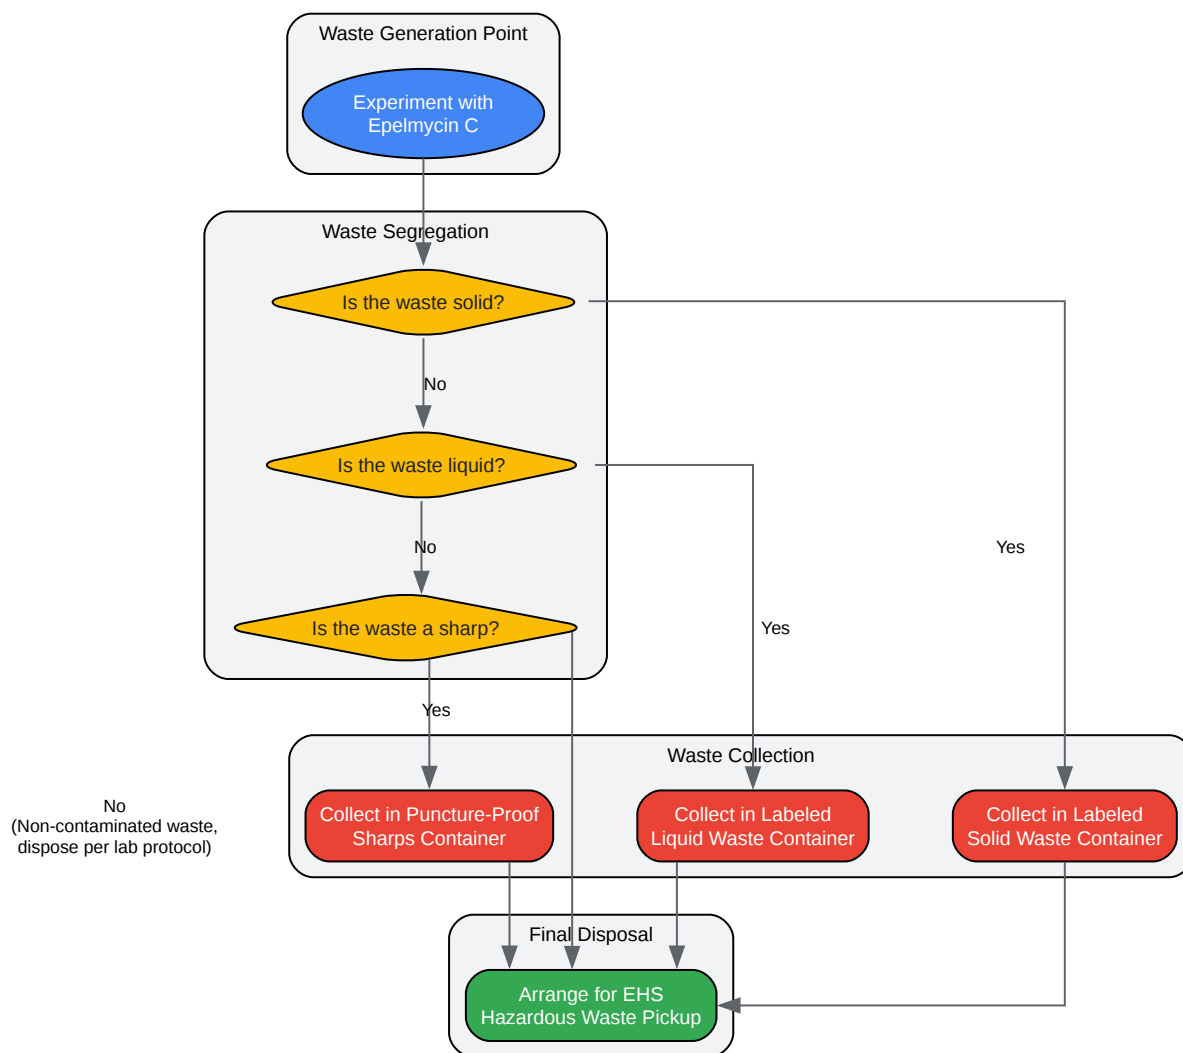 Waste Generation Point
Experiment with
Epelmycin C
Waste Segregation
Is the waste solid?
No
Is the waste liquid?
No
Yes
Is the waste a sharp?
Yes
Yes
Waste Collection
No
(Non-contaminated waste,
dispose per lab protocol)
Collect in Puncture-Proof
Sharps Container
Collect in Labeled
Liquid Waste Container
Collect in Labeled
Solid Waste Container
Final Disposal
Arrange for EHS
Hazardous Waste Pickup